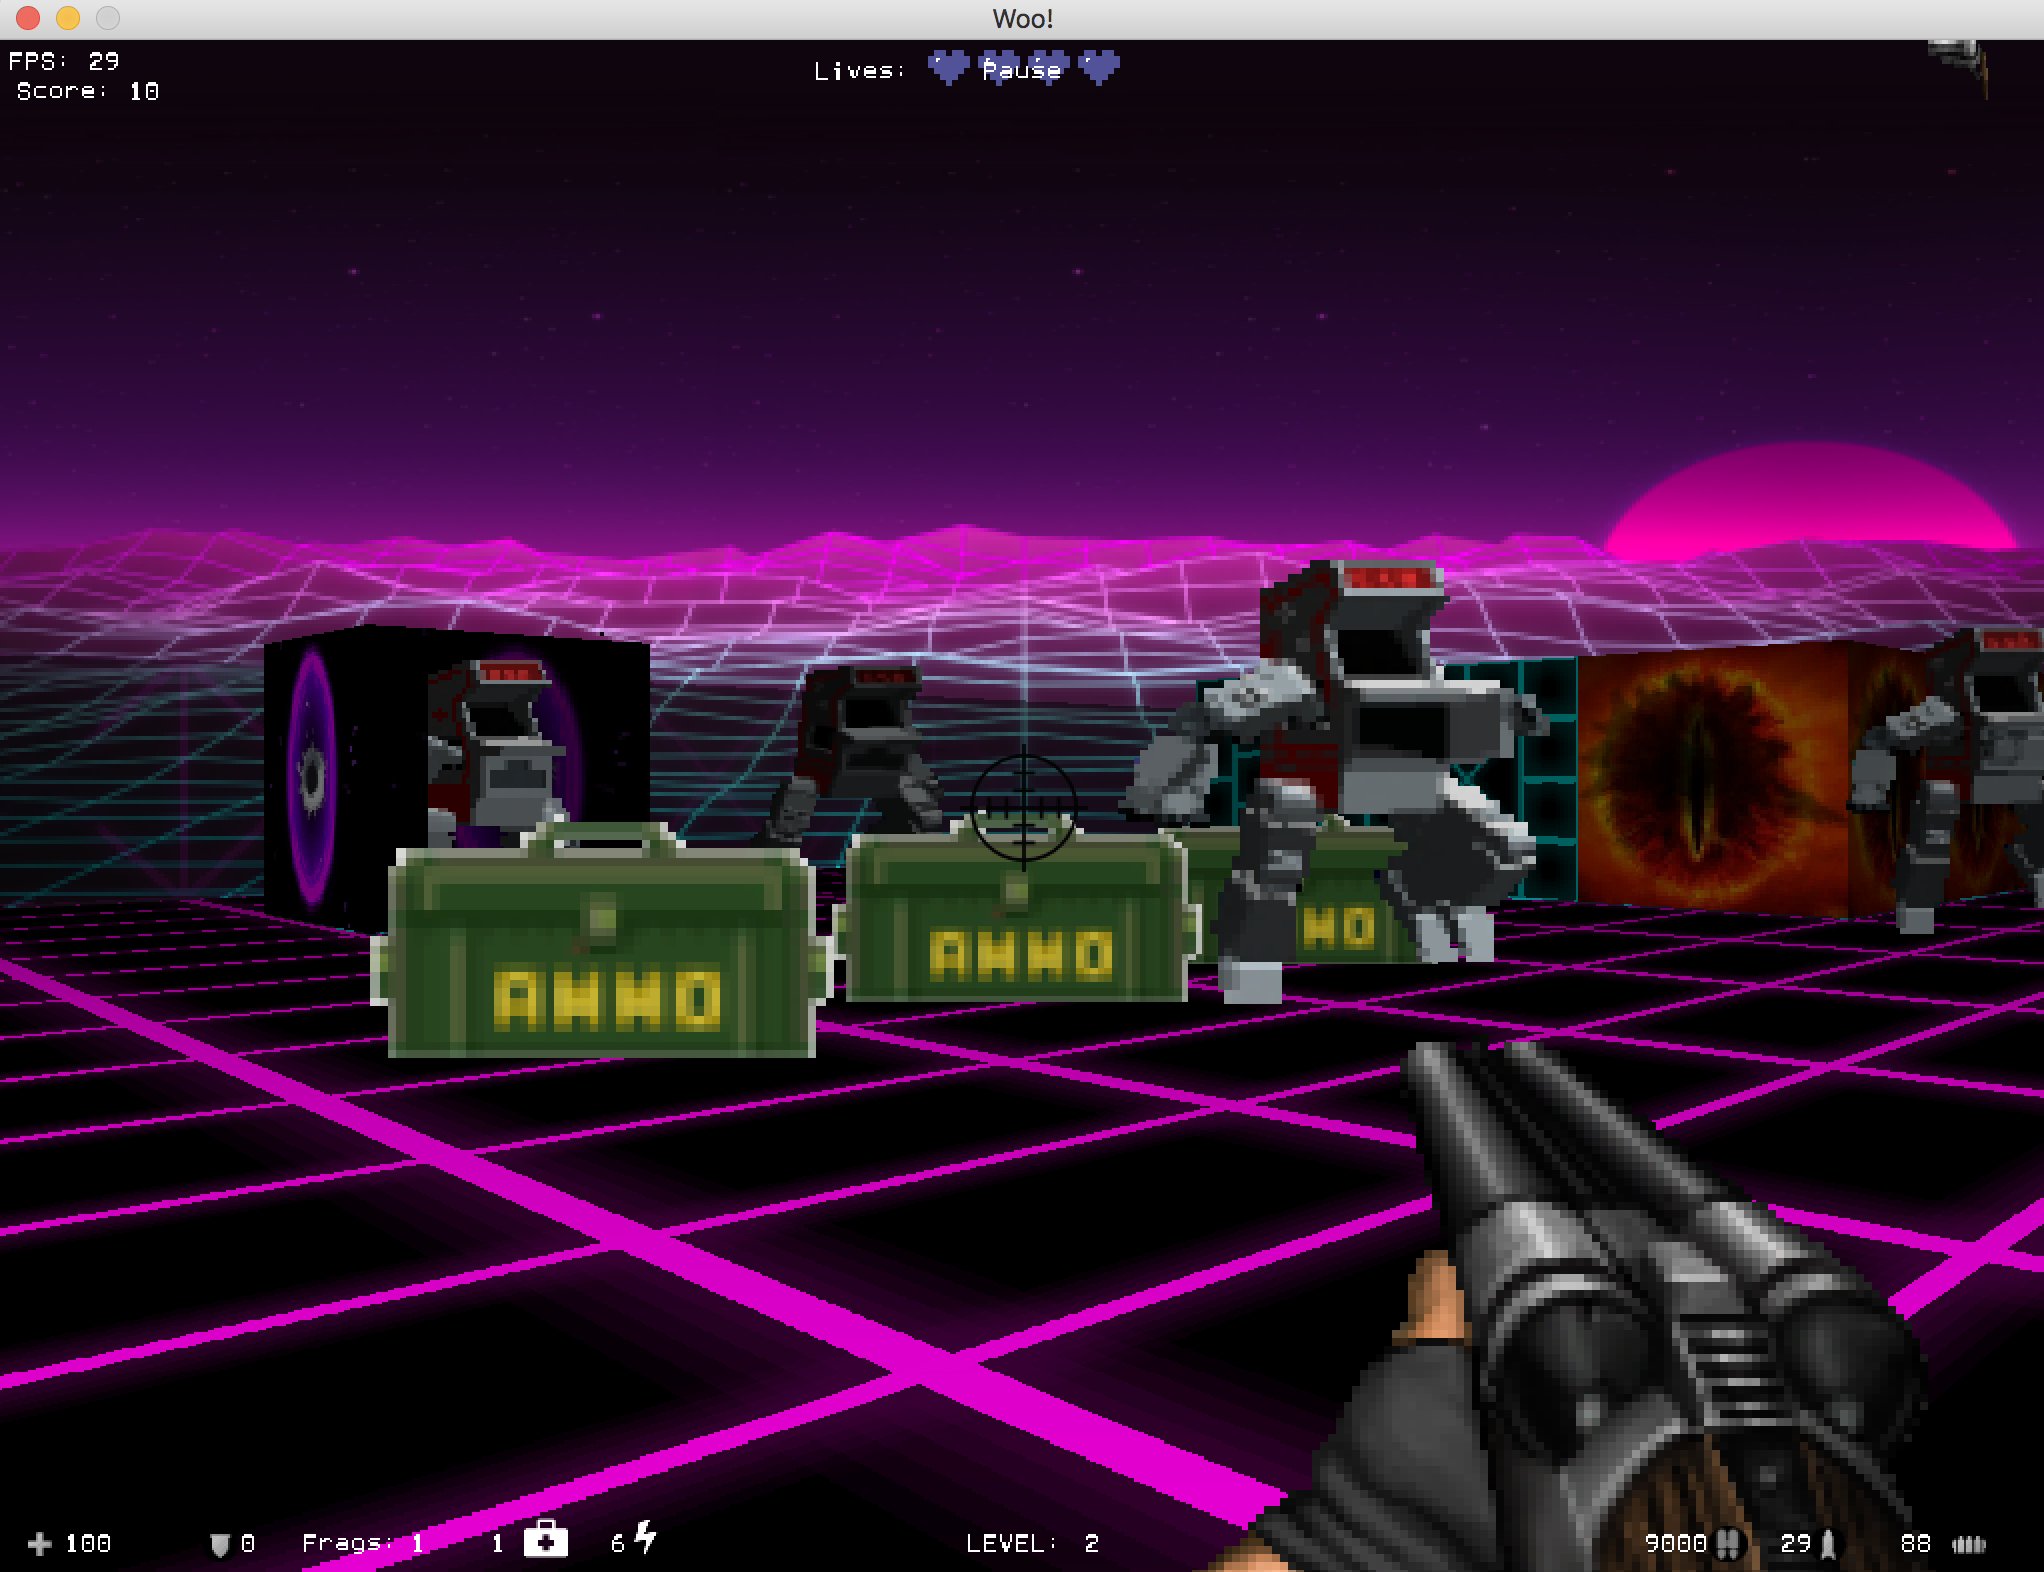 Woo!
FPS: 29
Score: 10
Lives:
Pause
AMMO
AMMO
MO
100
0
Frags: 1
1
6
LEVEL: 2
9000
29
88